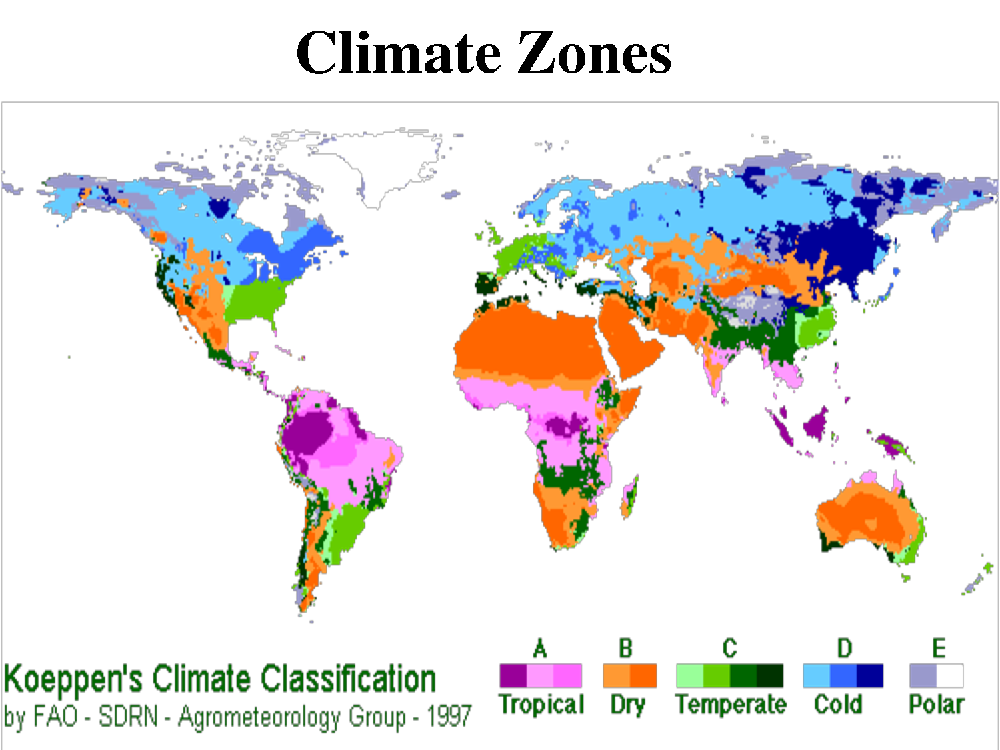 Climate Zones
A B C D E
Koeppen's Climate Classification
by FAO - SDRN - Agrometeorology Group - 1997
Tropical Dry Temperate Cold Polar